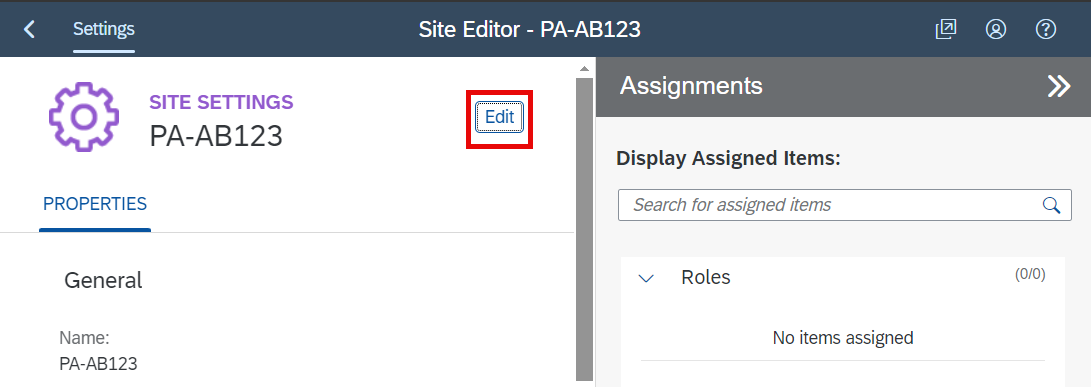 Settings
Site Editor - PA-AB123
SITE SETTINGS
PA-AB123
Edit
PROPERTIES
General
Name:
PA-AB123
Assignments
Display Assigned Items:
Search for assigned items
Roles (0/0)
No items assigned